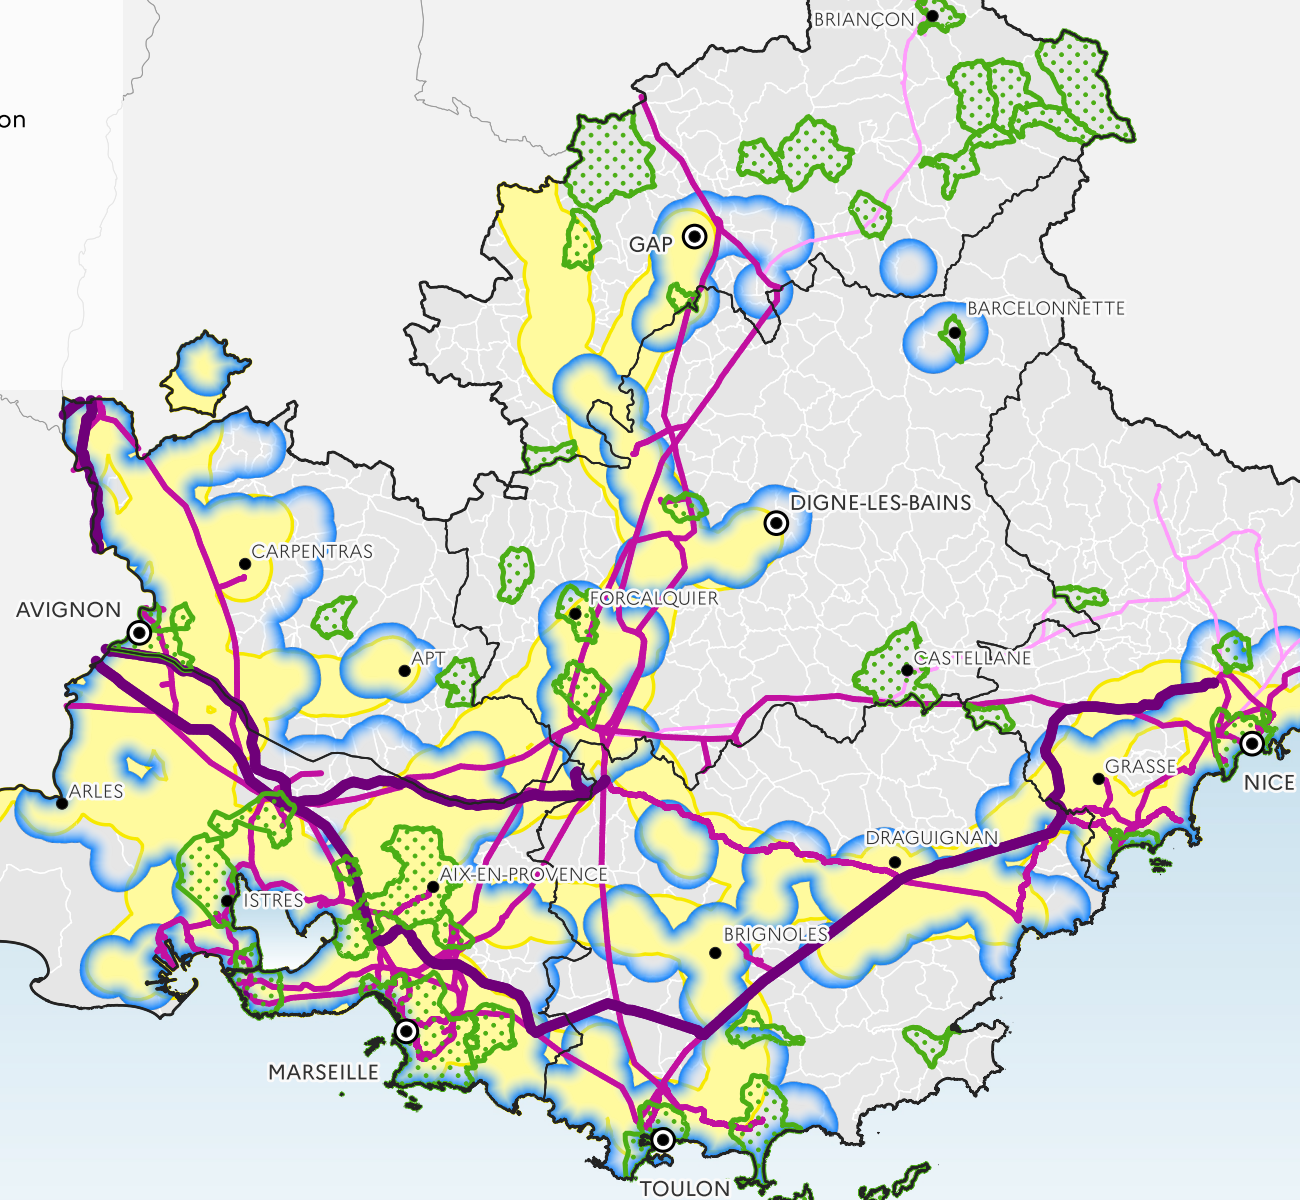 BRIANÇON
on
GAP
BARCELONNETTE
DIGNE-LES-BAINS
CARPENTRAS
FORCALQUIER
AVIGNON
APT
CASTELLANE
GRASSE
NICE
ARLES
DRAGUIGNAN
AIX-EN-PROVENCE
ISTRES
BRIGNOLES
MARSEILLE
TOULON